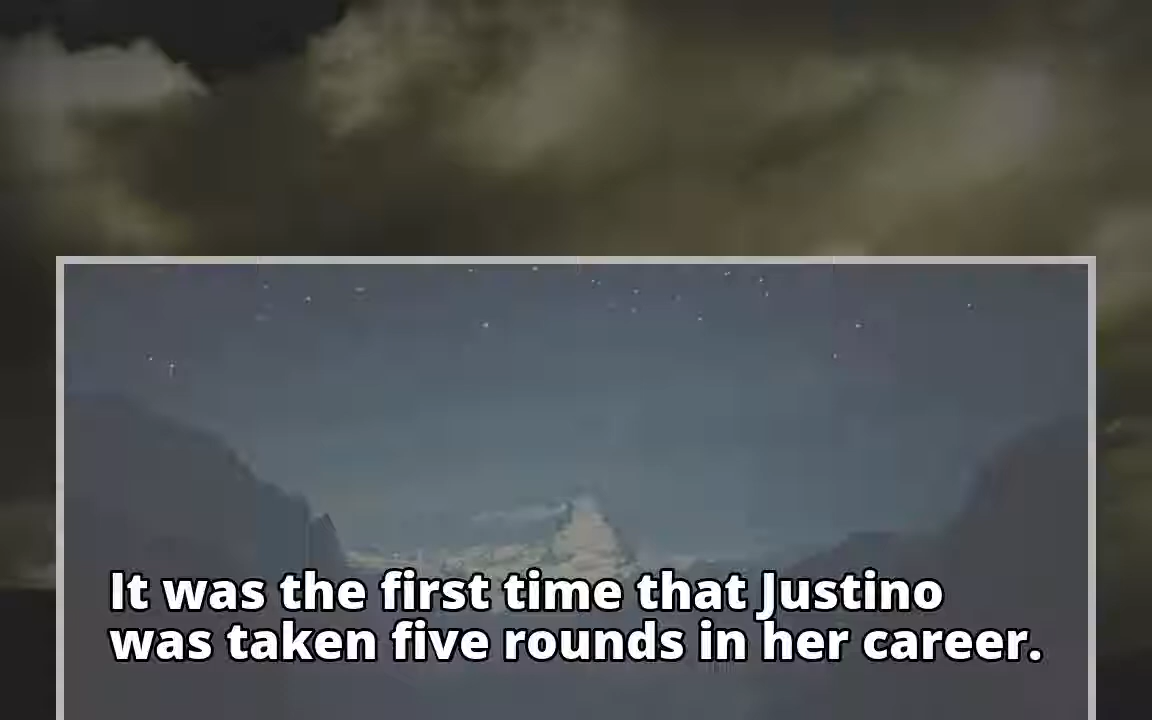 It was the first time that Justino
was taken five rounds in her career.